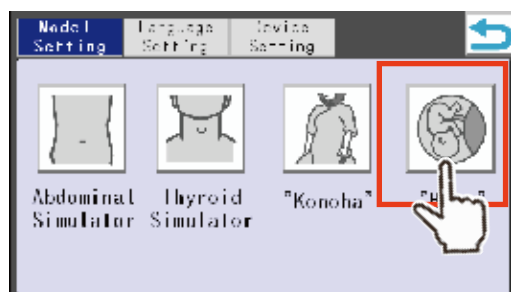 Model Setting
Language Setting
Device Setting
Abdominal Simulator
Thyroid Simulator
"Konoha"